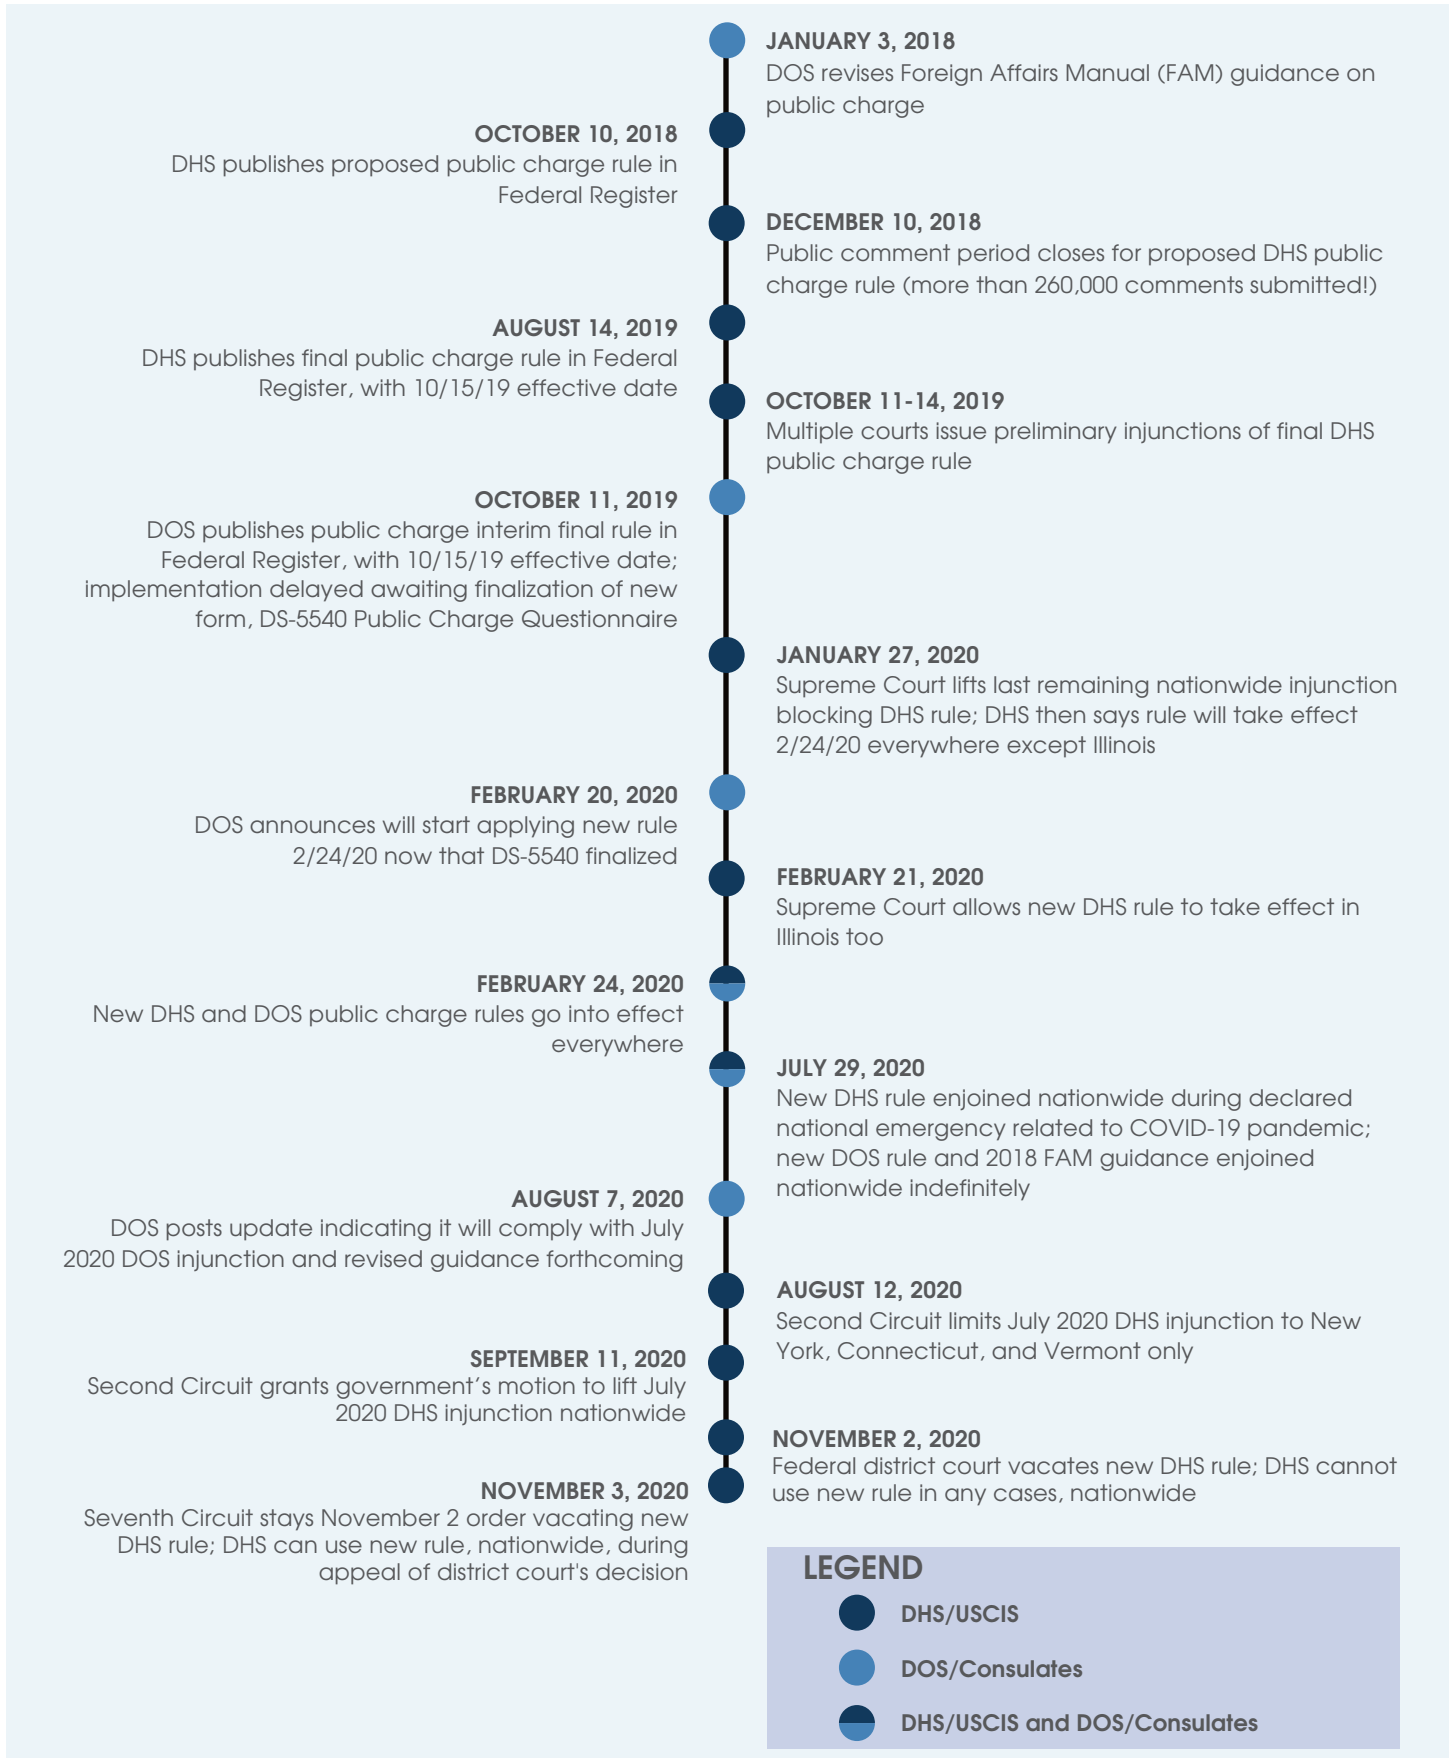 JANUARY 3, 2018
DOS revises Foreign Affairs Manual (FAM) guidance on
public charge
OCTOBER 10, 2018
DHS publishes proposed public charge rule in
Federal Register
DECEMBER 10, 2018
Public comment period closes for proposed DHS public
charge rule (more than 260,000 comments submitted!)
AUGUST 14, 2019
DHS publishes final public charge rule in Federal
Register, with 10/15/19 effective date
OCTOBER 11-14, 2019
Multiple courts issue preliminary injunctions of final DHS
public charge rule
OCTOBER 11, 2019
DOS publishes public charge interim final rule in
Federal Register, with 10/15/19 effective date;
implementation delayed awaiting finalization of new
form, DS-5540 Public Charge Questionnaire
JANUARY 27, 2020
Supreme Court lifts last remaining nationwide injunction
blocking DHS rule; DHS then says rule will take effect
2/24/20 everywhere except Illinois
FEBRUARY 20, 2020
DOS announces will start applying new rule
2/24/20 now that DS-5540 finalized
FEBRUARY 21, 2020
Supreme Court allows new DHS rule to take effect in
Illinois too
FEBRUARY 24, 2020
New DHS and DOS public charge rules go into effect
everywhere
JULY 29, 2020
New DHS rule enjoined nationwide during declared
national emergency related to COVID-19 pandemic;
new DOS rule and 2018 FAM guidance enjoined
nationwide indefinitely
AUGUST 7, 2020
DOS posts update indicating it will comply with July
2020 DOS injunction and revised guidance forthcoming
AUGUST 12, 2020
Second Circuit limits July 2020 DHS injunction to New
York, Connecticut, and Vermont only
SEPTEMBER 11, 2020
Second Circuit grants government's motion to lift July
2020 DHS injunction nationwide
NOVEMBER 2, 2020
Federal district court vacates new DHS rule; DHS cannot
use new rule in any cases, nationwide
NOVEMBER 3, 2020
Seventh Circuit stays November 2 order vacating new
DHS rule; DHS can use new rule, nationwide, during
appeal of district court's decision
LEGEND
DHS/USCIS
DOS/Consulates
DHS/USCIS and DOS/Consulates